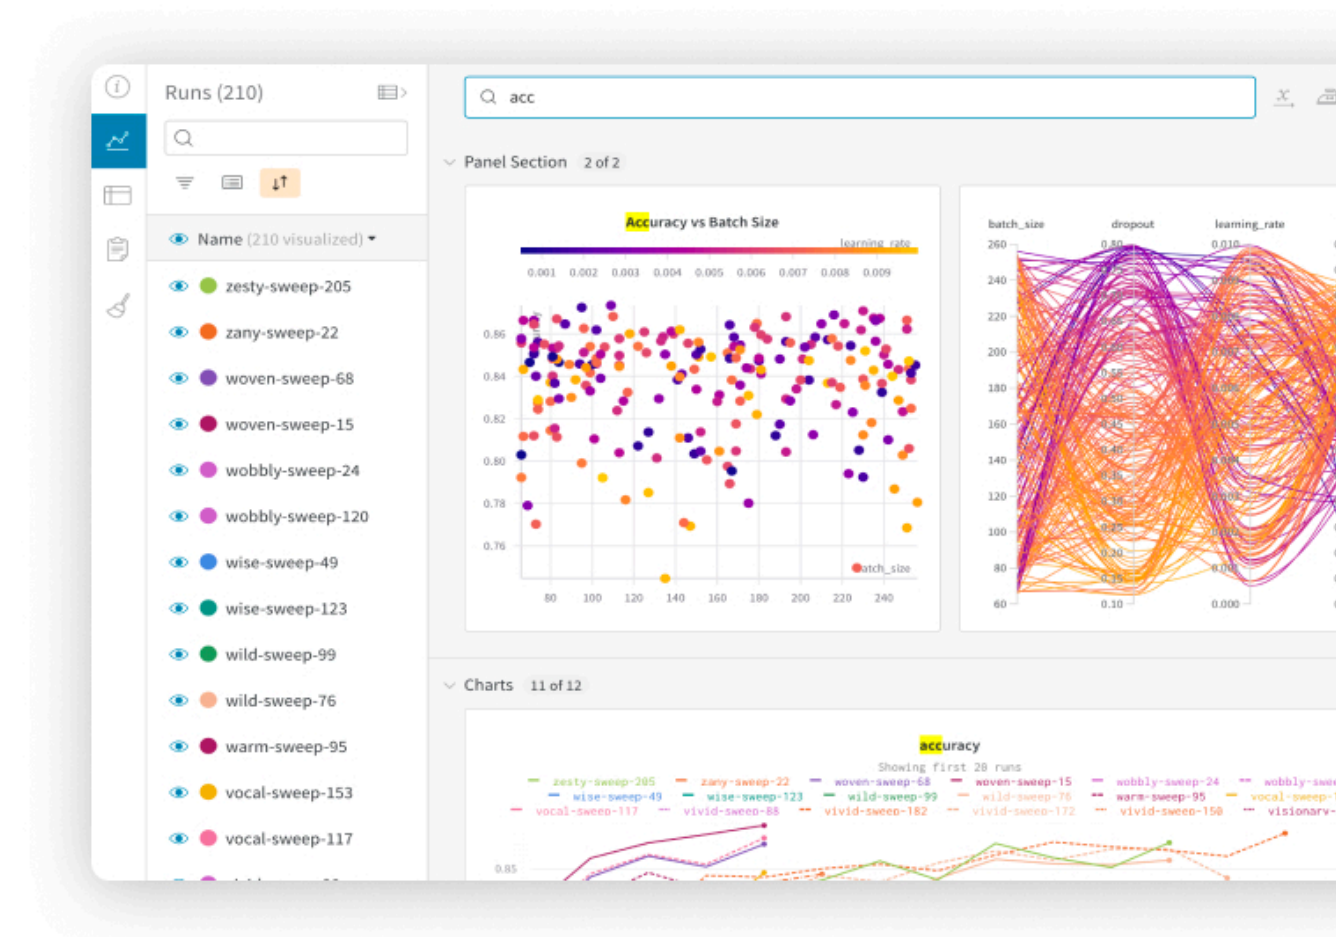 Runs (210)
acc
Panel Section 2 of 2
Name (210 visualized)
zesty-sweep-205
zany-sweep-22
woven-sweep-68
woven-sweep-15
wobbly-sweep-24
wobbly-sweep-120
wise-sweep-49
wise-sweep-123
wild-sweep-99
wild-sweep-76
warm-sweep-95
vocal-sweep-153
vocal-sweep-117
Accuracy vs Batch Size
learning_rate
0.001 0.002 0.003 0.004 0.005 0.006 0.007 0.008 0.009
0.86
0.84
0.82
0.80
0.78
0.76
atch_size
80 100 120 140 160 180 200 220 240
batch_size dropout learning_rate
260 0.80 0.010
240
220
200
180
160
140
120
100
80
60 0.10 0.000
Charts 11 of 12
accuracy
Showing first 20 runs
zesty-sweep-205 zany-sweep-22 woven-sweep-68 woven-sweep-15 wobbly-sweep-24
wise-sweep-49 wise-sweep-123 wild-sweep-99 wild-sweep-76 warm-sweep-95
vocal-sweep-117 vivid-sweep-88 vivid-sweep-182 vivid-sweep-172 vivid-sweep-150 visionary-
0.85